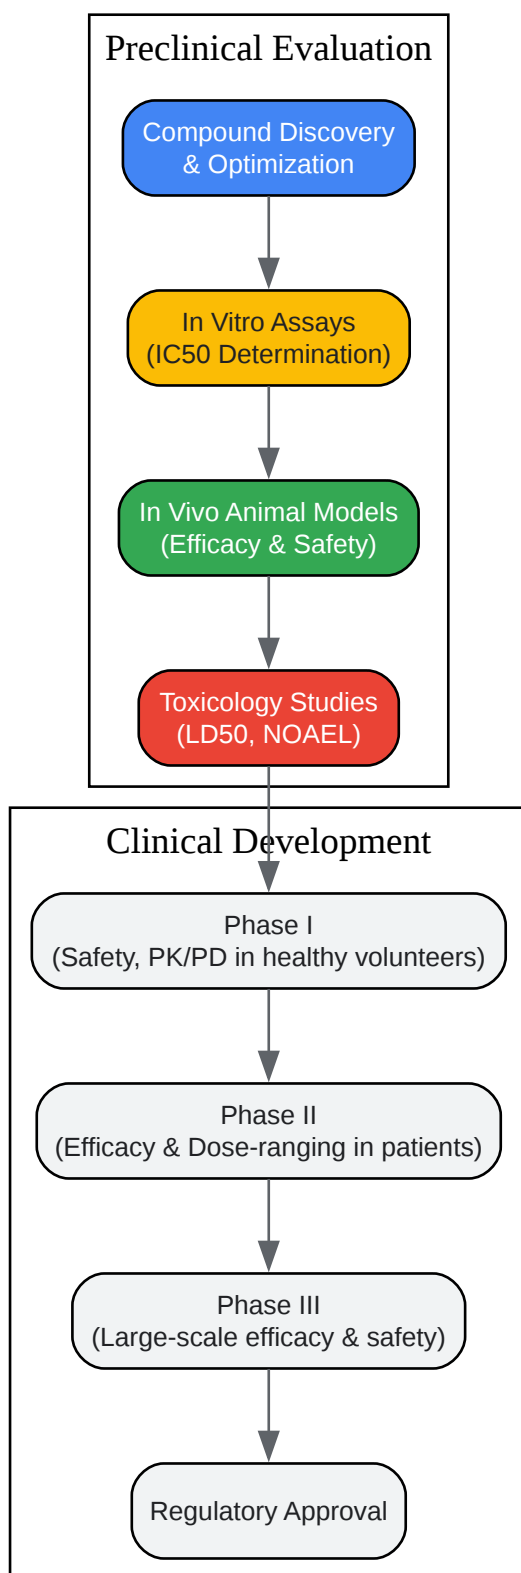 Preclinical Evaluation
Compound Discovery
& Optimization
In Vitro Assays
(IC50 Determination)
In Vivo Animal Models
(Efficacy & Safety)
Toxicology Studies
(LD50, NOAEL)
Clinical Development
Phase I
(Safety, PK/PD in healthy volunteers)
Phase II
(Efficacy & Dose-ranging in patients)
Phase III
(Large-scale efficacy & safety)
Regulatory Approval